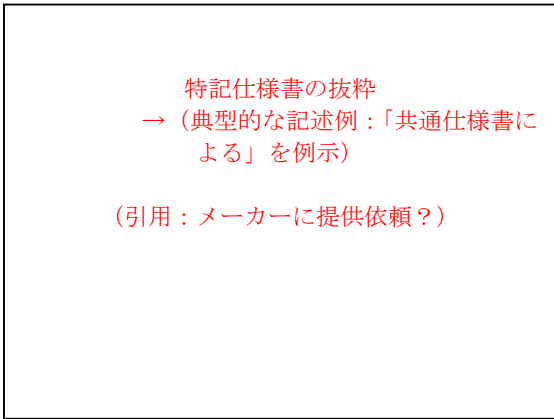 特記仕様書の抜粋
→（典型的な記述例：「共通仕様書に
よる」を例示）
（引用：メーカーに提供依頼？）